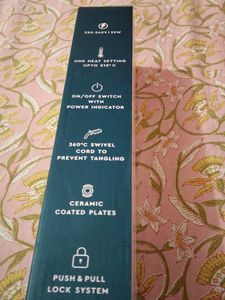 220-240V | 35W
ONE HEAT SETTING
UPTO 210°C
ON/OFF SWITCH
WITH
POWER INDICATOR
360°C SWIVEL
CORD TO
PREVENT TANGLING
CERAMIC
COATED PLATES
PUSH & PULL
LOCK SYSTEM